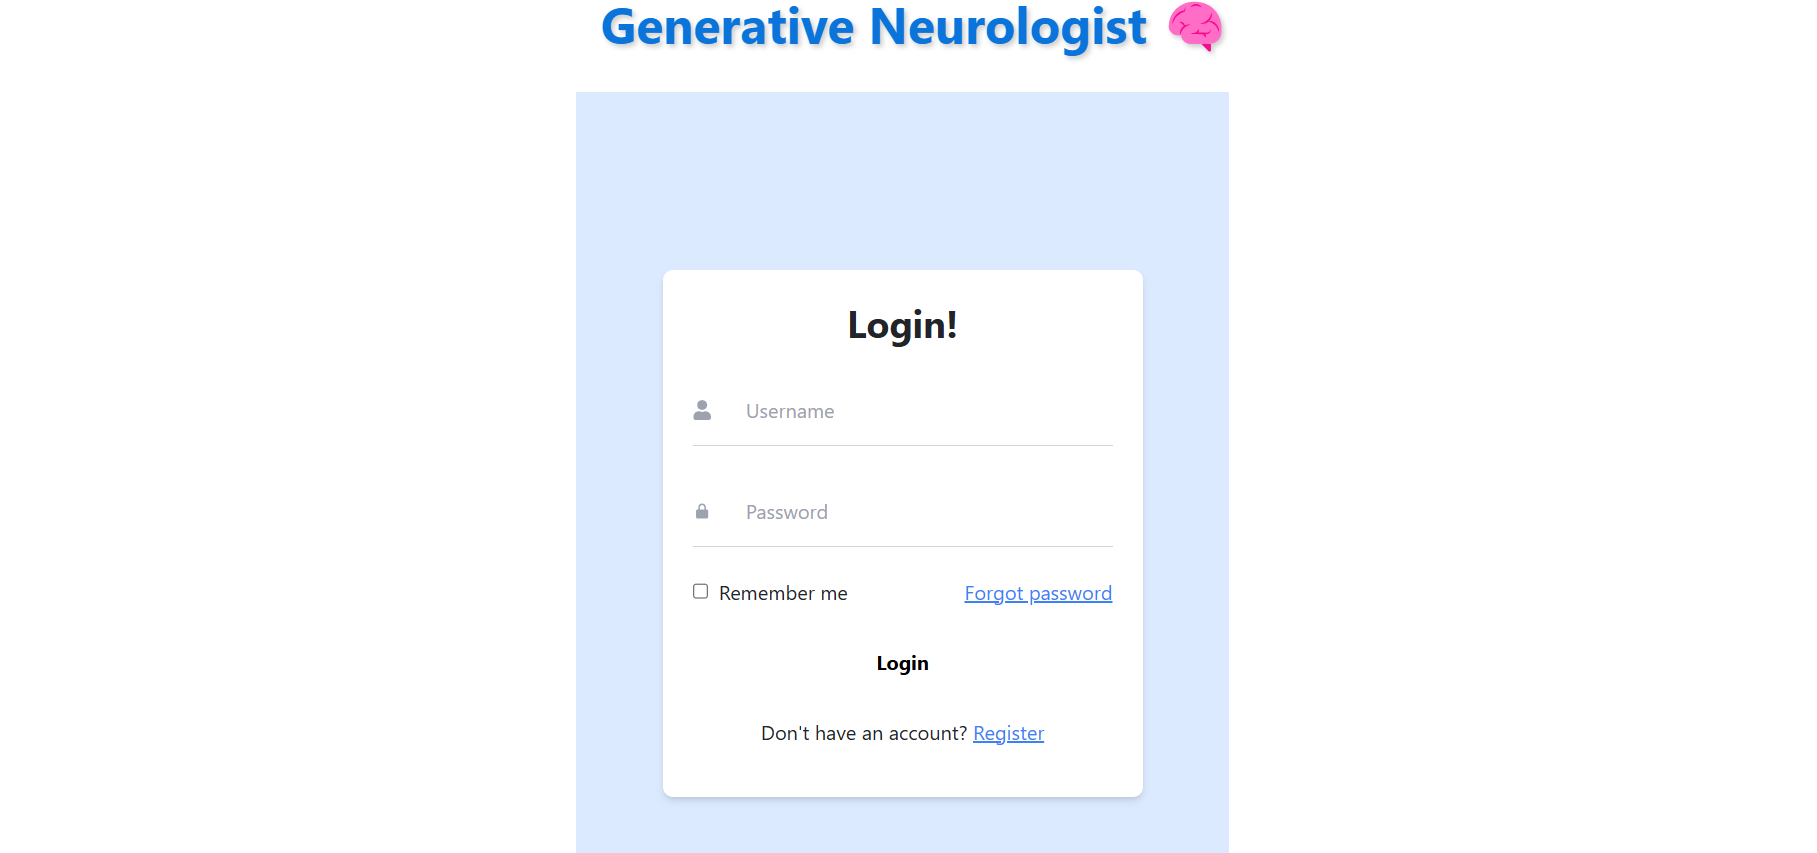 Generative Neurologist 🧠
Login!
Username
Password
Remember me Forgot password
Login
Don't have an account? Register